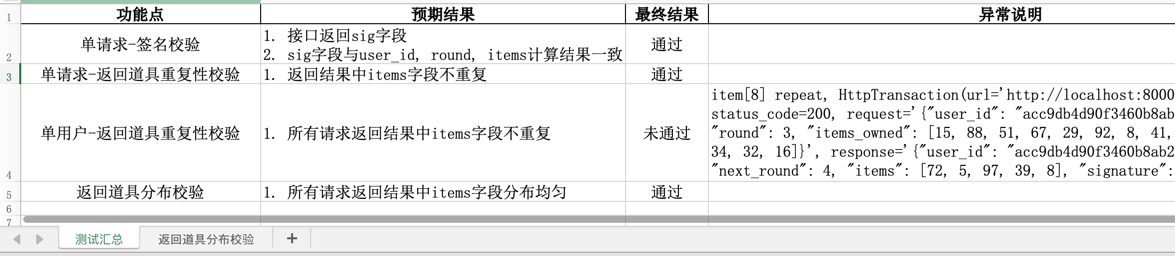 1 功能点 预期结果 最终结果 异常说明
2 单请求-签名校验 1. 接口返回sig字段 通过
2. sig字段与user_id, round, items计算结果一致
3 单请求-返回道具重复性校验 1. 返回结果中items字段不重复 通过
4 单用户-返回道具重复性校验 1. 所有请求返回结果中items字段不重复 未通过
item[8] repeat, HttpTransaction(url='http://localhost:8000
status_code=200, request='{"user_id": "acc9db4d90f3460b8ab
"round": 3, "items_owned": [15, 88, 51, 67, 29, 92, 8, 41,
34, 32, 16]}', response='{"user_id": "acc9db4d90f3460b8ab2
"next_round": 4, "items": [72, 5, 97, 39, 8], "signature":
5 返回道具分布校验 1. 所有请求返回结果中items字段分布均匀 通过
6
7
测试汇总 返回道具分布校验 +